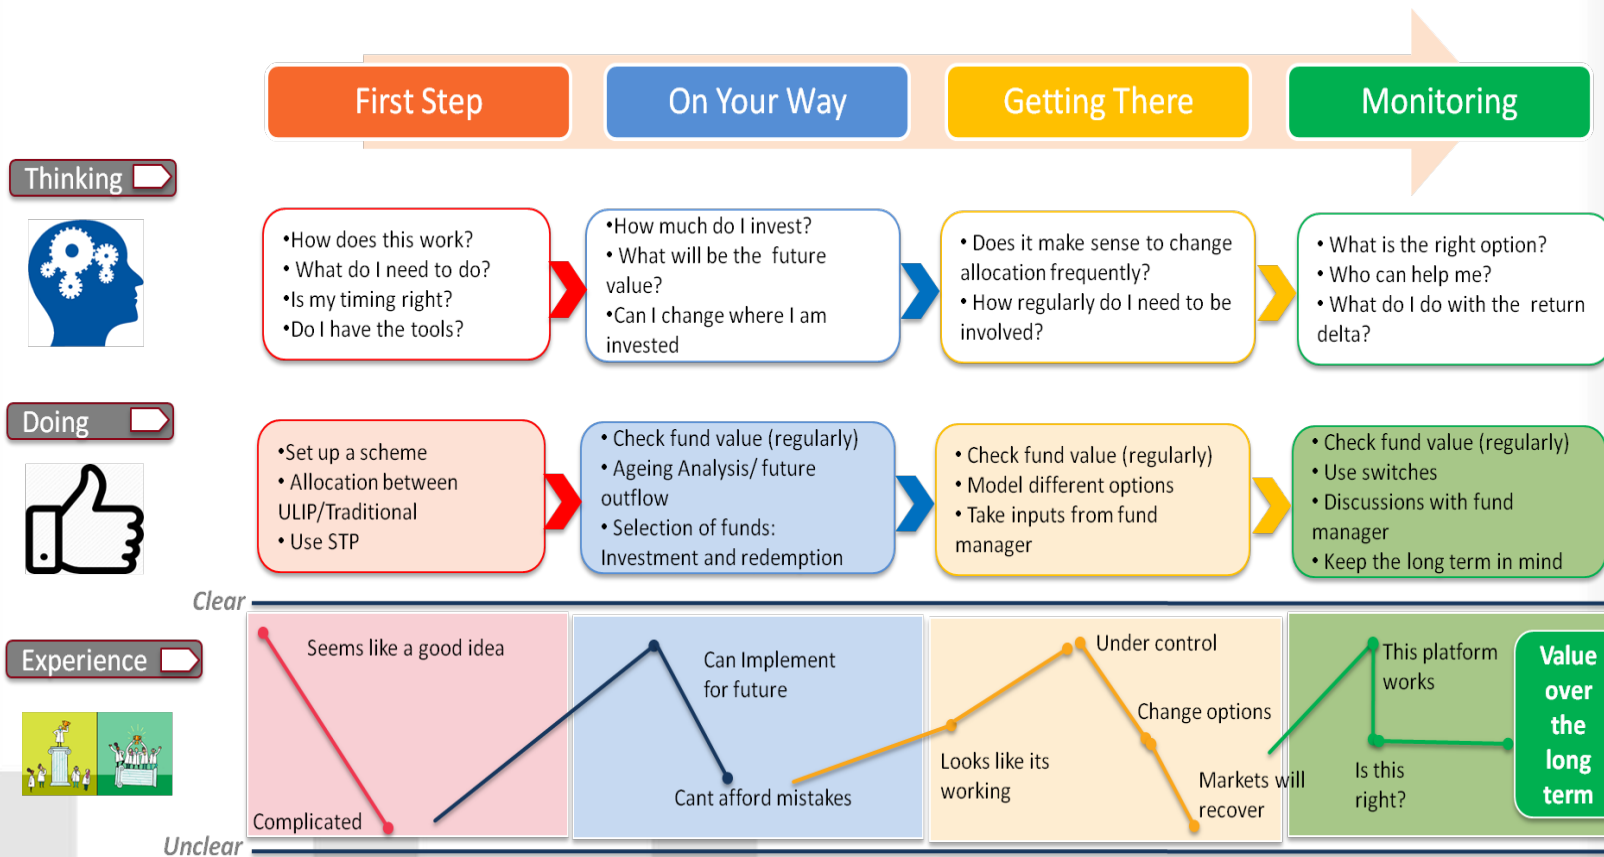 First Step
On Your Way
Getting There
Monitoring
Thinking
•How does this work?
• What do I need to do?
•Is my timing right?
•Do I have the tools?
•How much do I invest?
• What will be the future
value?
•Can I change where I am
invested
• Does it make sense to change
allocation frequently?
• How regularly do I need to be
involved?
• What is the right option?
• Who can help me?
• What do I do with the return
delta?
Doing
•Set up a scheme
• Allocation between
ULIP/Traditional
• Use STP
• Check fund value (regularly)
• Ageing Analysis/ future
outflow
• Selection of funds:
Investment and redemption
• Check fund value (regularly)
• Model different options
• Take inputs from fund
manager
• Check fund value (regularly)
• Use switches
• Discussions with fund
manager
• Keep the long term in mind
Clear
Experience
Seems like a good idea
Complicated
Can Implement
for future
Cant afford mistakes
Looks like its
working
Under control
Change options
Markets will
recover
This platform
works
Is this
right?
Value
over
the
long
term
Unclear